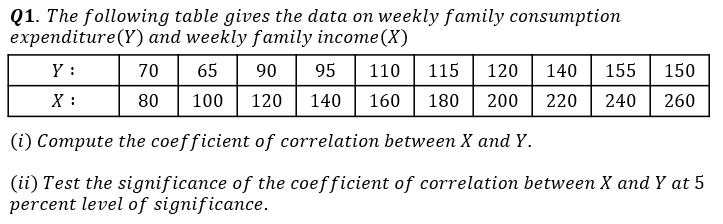 Q1. The following table gives the data on weekly family consumption
expenditure(Y) and weekly family income(X)
Y : 70 65 90 95 110 115 120 140 155 150
X : 80 100 120 140 160 180 200 220 240 260
(i) Compute the coefficient of correlation between X and Y.
(ii) Test the significance of the coefficient of correlation between X and Y at 5
percent level of significance.